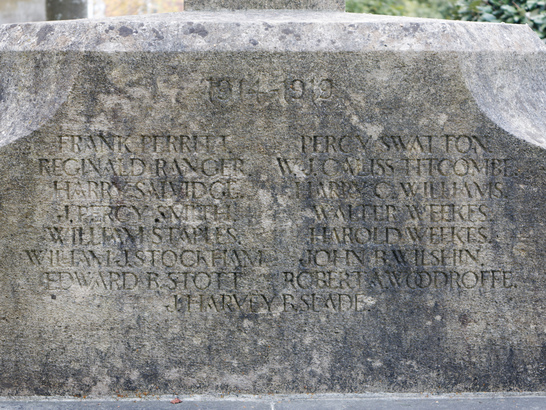 1914-1919
FRANK PERRETT.
REGINALD RANGER.
HARRY SALVIDGE.
J. PERCY SMITH.
WILLIAM STAPLES.
WILLIAM J. STOCKHAM.
EDWARD B. STOTT.
PERCY SWATTON.
W. J. CALISS TITCOMBE.
HARRY C. WILLIAMS.
WALTER WEEKES.
HAROLD WEEKES.
JOHN R. WILSHIN.
ROBERT A. WOODROFFE.
J. HARVEY B. SLADE.